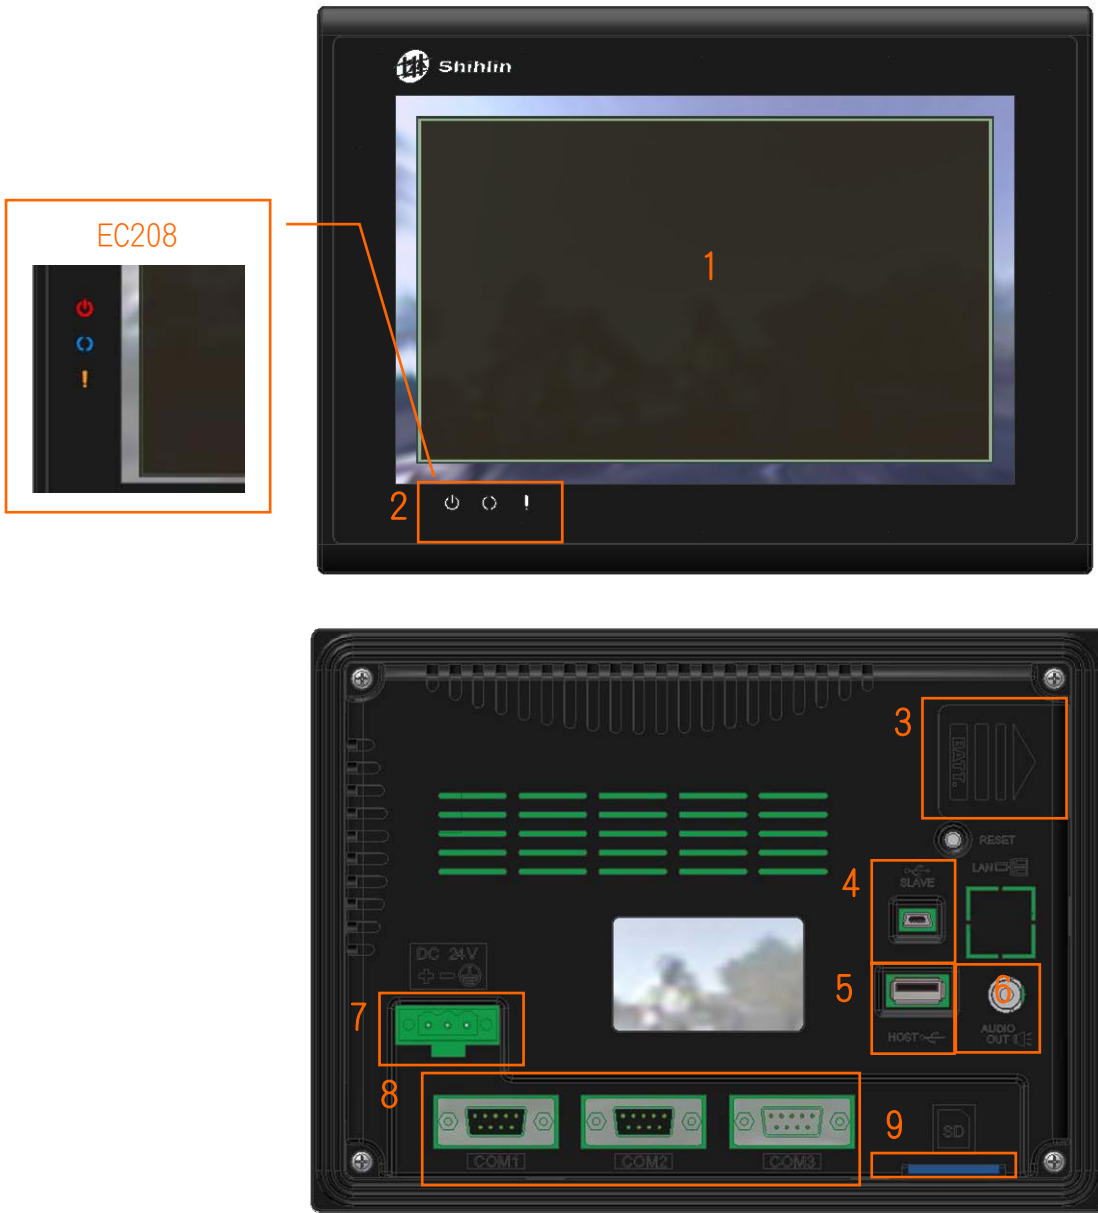 Shihlin
EC208
1
2
3
BATT.
RESET
LAN
4
SLAVE
DC 24V
5
6
7
HOST
AUDIO
OUT
8
9
SD
COM1
COM2
COM3